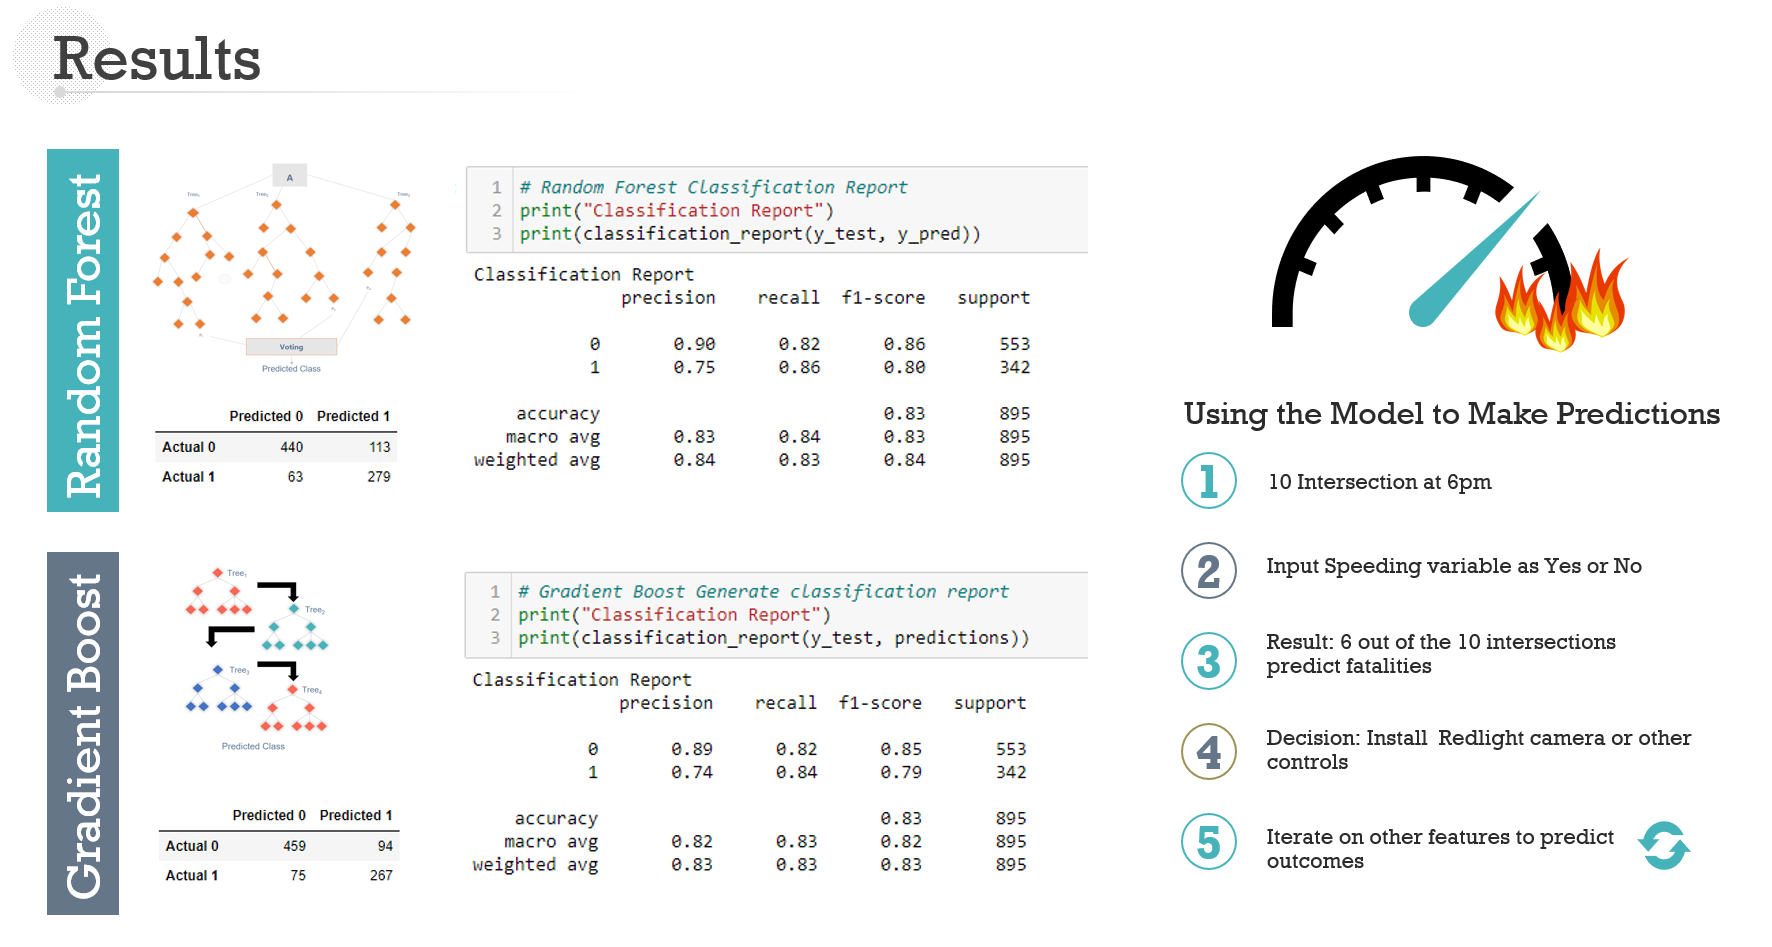 Results
Random Forest
A
Tree₁
Tree₂
Voting
Predicted Class
Predicted 0 Predicted 1
Actual 0 440 113
Actual 1 63 279
1 # Random Forest Classification Report
2 print("Classification Report")
3 print(classification_report(y_test, y_pred))
Classification Report
precision recall f1-score support
0 0.90 0.82 0.86 553
1 0.75 0.86 0.80 342
accuracy 0.83 895
macro avg 0.83 0.84 0.83 895
weighted avg 0.84 0.83 0.84 895
Gradient Boost
Tree₁
Tree₂
Tree₃
Tree₄
Predicted Class
Predicted 0 Predicted 1
Actual 0 459 94
Actual 1 75 267
1 # Gradient Boost Generate classification report
2 print("Classification Report")
3 print(classification_report(y_test, predictions))
Classification Report
precision recall f1-score support
0 0.89 0.82 0.85 553
1 0.74 0.84 0.79 342
accuracy 0.83 895
macro avg 0.82 0.83 0.82 895
weighted avg 0.83 0.83 0.83 895
Using the Model to Make Predictions
1 10 Intersection at 6pm
2 Input Speeding variable as Yes or No
3 Result: 6 out of the 10 intersections
predict fatalities
4 Decision: Install Redlight camera or other
controls
5 Iterate on other features to predict
outcomes